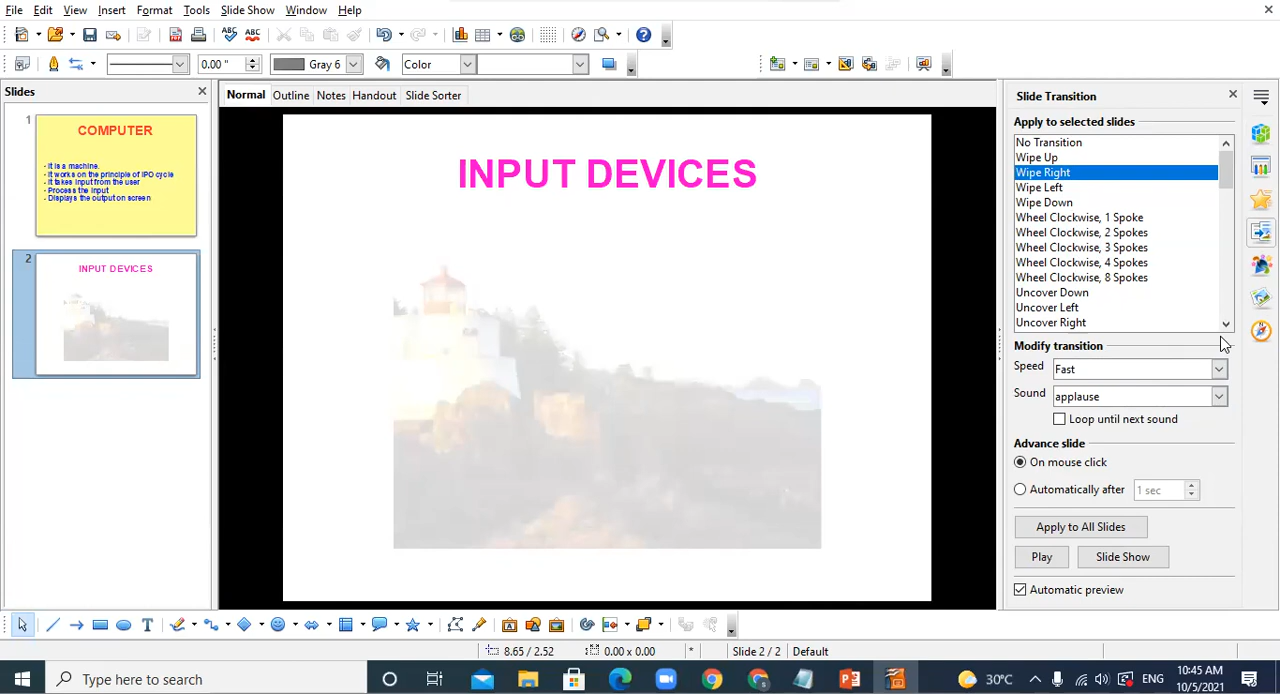 File Edit View Insert Format Tools Slide Show Window Help
0.00 " Gray 6 Color
Slides
Normal Outline Notes Handout Slide Sorter
1
COMPUTER
- It is a machine.
- It works on the principle of IPO cycle
- It takes input from the user
- Process the input
- Displays the output on screen
2
INPUT DEVICES
INPUT DEVICES
Slide Transition
Apply to selected slides
No Transition
Wipe Up
Wipe Right
Wipe Left
Wipe Down
Wheel Clockwise, 1 Spoke
Wheel Clockwise, 2 Spokes
Wheel Clockwise, 3 Spokes
Wheel Clockwise, 4 Spokes
Wheel Clockwise, 8 Spokes
Uncover Down
Uncover Left
Uncover Right
Modify transition
Speed Fast
Sound applause
Loop until next sound
Advance slide
On mouse click
Automatically after 1 sec
Apply to All Slides
Play Slide Show
Automatic preview
8.65 / 2.52 0.00 x 0.00 * Slide 2 / 2 Default
Type here to search
30°C ENG
10:45 AM
10/5/2021